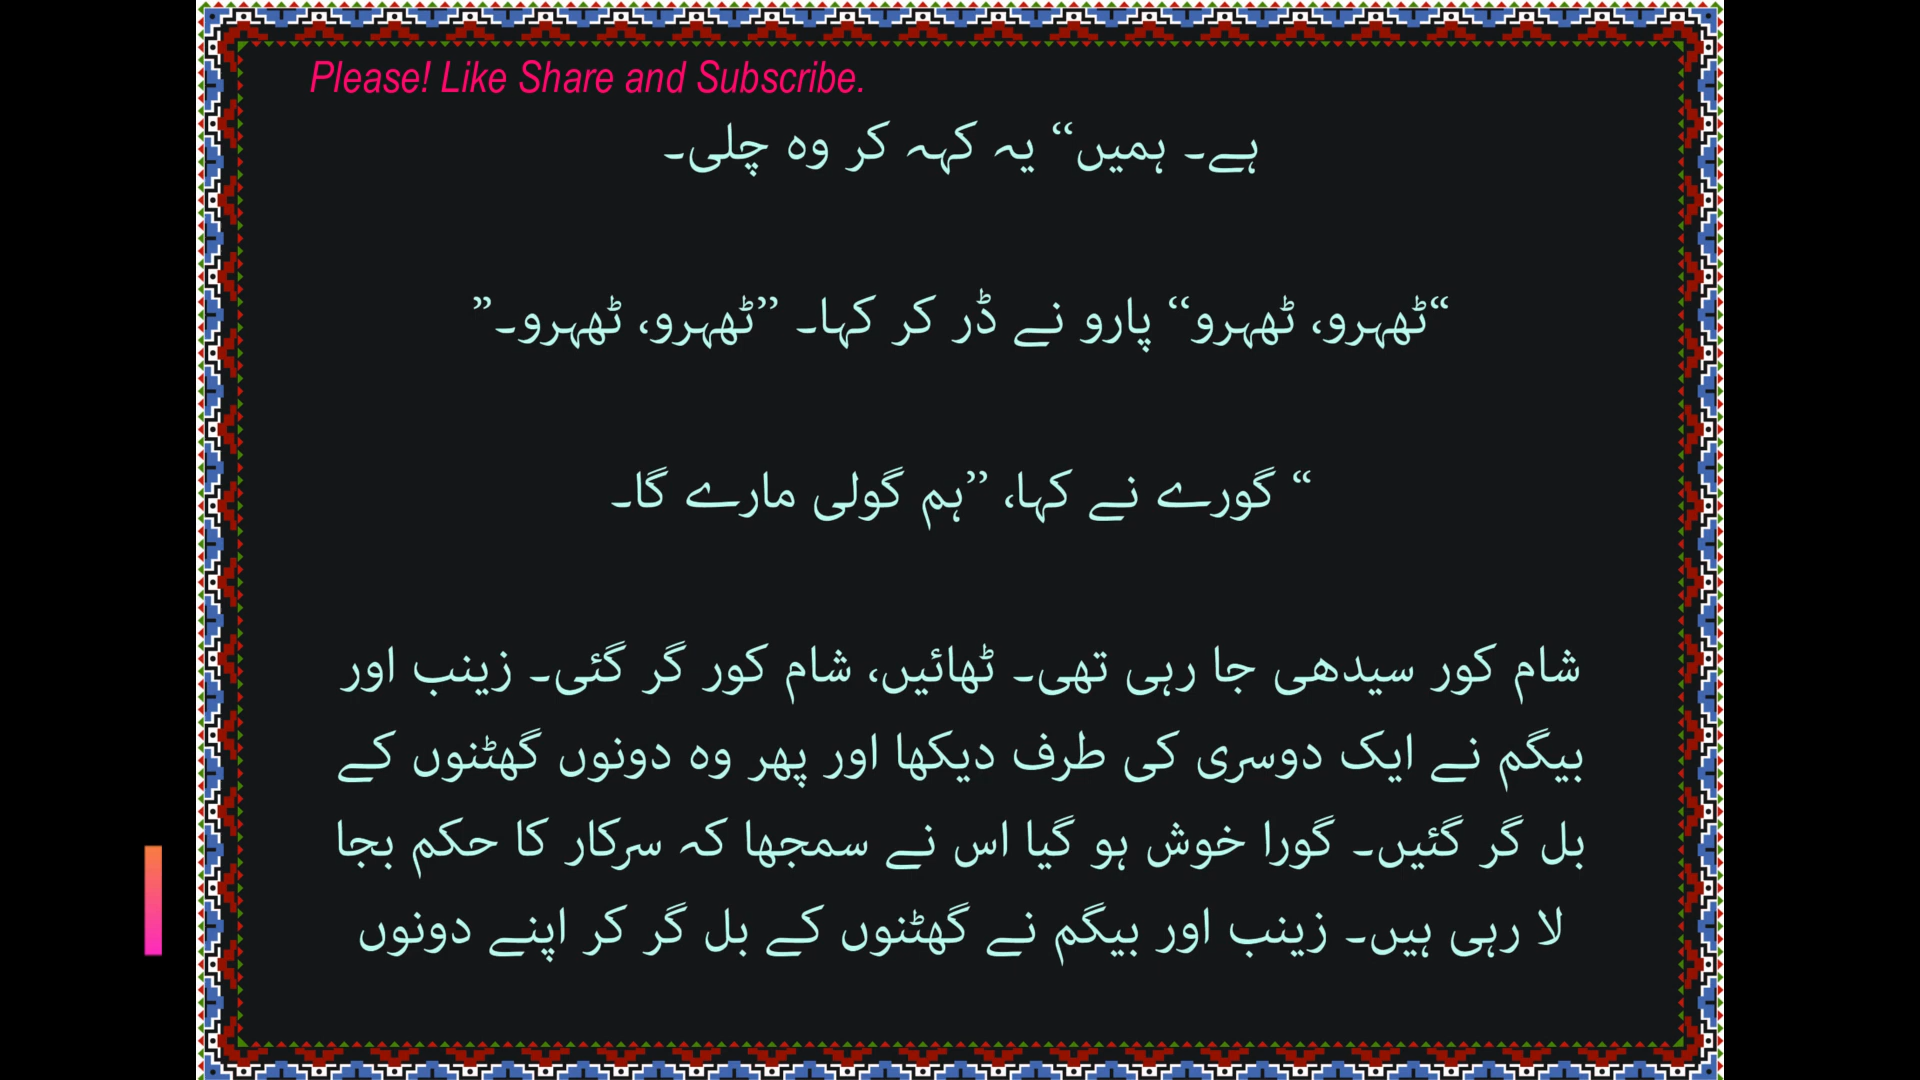 Please! Like Share and Subscribe.
ہے۔ ہمیں‘‘ یہ کہہ کر وہ چلی۔
“ٹھہرو، ٹھہرو‘‘ پارو نے ڈر کر کہا۔ ’’ٹھہرو، ٹھہرو۔”
“ گورے نے کہا، ’’ہم گولی مارے گا۔
شام کور سیدھی جا رہی تھی۔ ٹھائیں، شام کور گر گئی۔ زینب اور
بیگم نے ایک دوسری کی طرف دیکھا اور پھر وہ دونوں گھٹنوں کے
بل گر گئیں۔ گورا خوش ہو گیا اس نے سمجھا کہ سرکار کا حکم بجا
لا رہی ہیں۔ زینب اور بیگم نے گھٹنوں کے بل گر کر اپنے دونوں